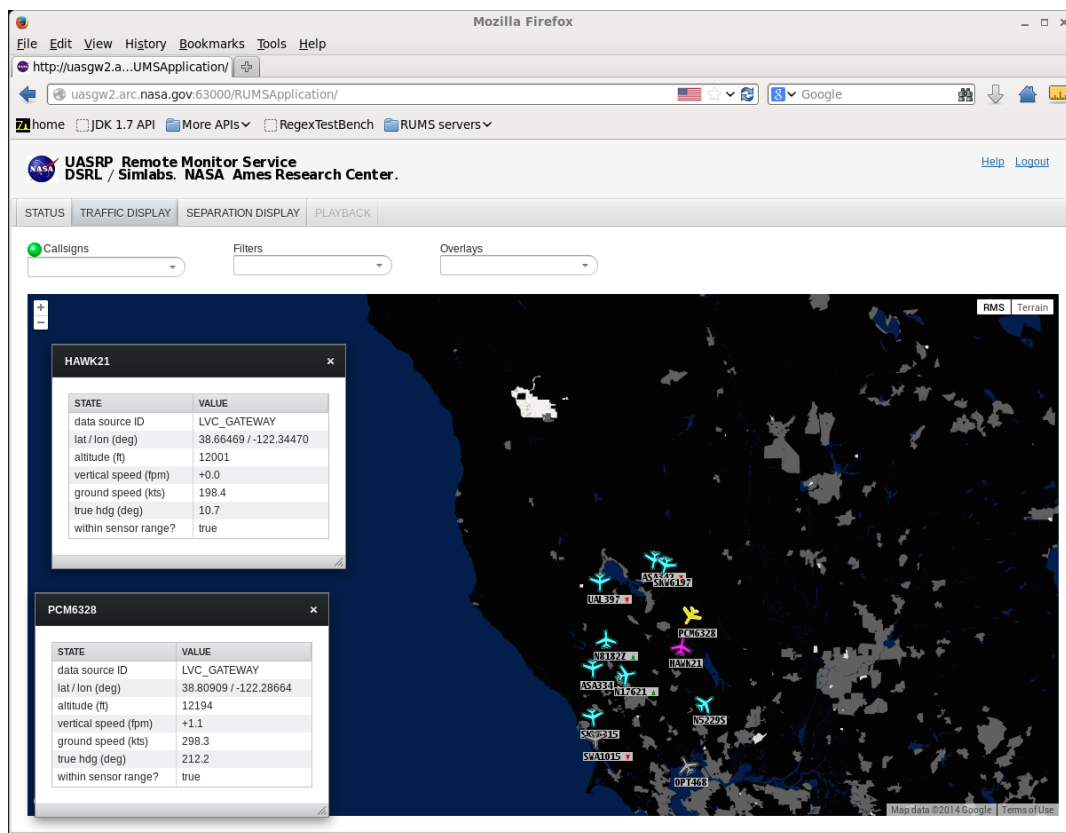 Mozilla Firefox
File Edit View History Bookmarks Tools Help
http://uasgw2.a...UMSApplication/
uasgw2.arc.nasa.gov:63000/RUMSApplication/
Google
home JDK 1.7 API More APIs RegexTestBench RUMS servers
NASA
UASRP Remote Monitor Service
DSRL / Simlabs. NASA Ames Research Center.
Help Logout
STATUS TRAFFIC DISPLAY SEPARATION DISPLAY PLAYBACK
Callsigns Filters Overlays
RMS Terrain
HAWK21
STATE VALUE
data source ID LVC_GATEWAY
lat / lon (deg) 38.66469 / -122.34470
altitude (ft) 12001
vertical speed (fpm) +0.0
ground speed (kts) 198.4
true hdg (deg) 10.7
within sensor range? true
PCM6328
STATE VALUE
data source ID LVC_GATEWAY
lat / lon (deg) 38.80909 / -122.28664
altitude (ft) 12194
vertical speed (fpm) +1.1
ground speed (kts) 298.3
true hdg (deg) 212.2
within sensor range? true
ASA342
SKW6197
UAL397
PCM6328
N8182Z
HAWK21
ASA334
N17621
N5229S
SWA1015
OPT468
Map data ©2014 Google Terms of Use